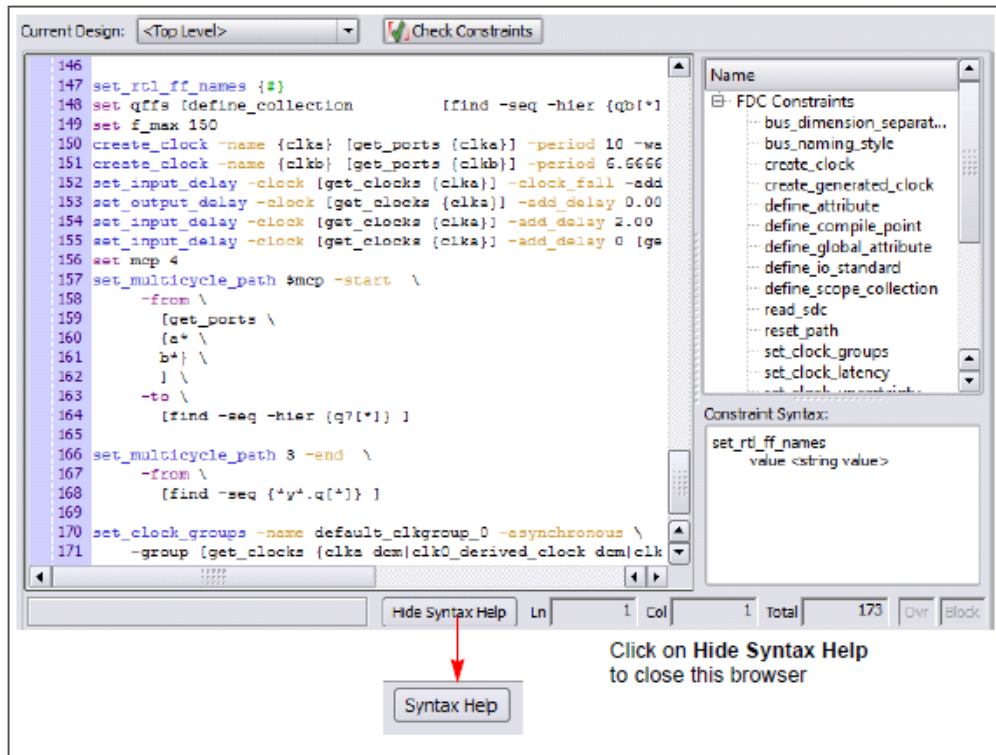 Current Design: <Top Level> Check Constraints
146
147 set_rtl_ff_names {#}
148 set qffs [define_collection [find -seq -hier {qb[*]
149 set f_max 150
150 create_clock -name {clka} [get_ports {clka}] -period 10 -wa
151 create_clock -name {clkb} [get_ports {clkb}] -period 6.6666
152 set_input_delay -clock [get_clocks {clka}] -clock_fall -add
153 set_output_delay -clock [get_clocks {clka}] -add_delay 0.00
154 set_input_delay -clock [get_clocks {clka}] -add_delay 2.00
155 set_input_delay -clock [get_clocks {clka}] -add_delay 0 [ge
156 set mcp 4
157 set_multicycle_path $mcp -start \
158 -from \
159 [get_ports \
160 {a* \
161 b*} \
162 ] \
163 -to \
164 [find -seq -hier {q?[*]} ]
165
166 set_multicycle_path 3 -end \
167 -from \
168 [find -seq {*y*.q[*]} ]
169
170 set_clock_groups -name default_clkgroup_0 -asynchronous \
171 -group [get_clocks {clka dcm|clk0_derived_clock dcm|clk
Name
FDC Constraints
bus_dimension_separat...
bus_naming_style
create_clock
create_generated_clock
define_attribute
define_compile_point
define_global_attribute
define_io_standard
define_scope_collection
read_sdc
reset_path
set_clock_groups
set_clock_latency
Constraint Syntax:
set_rtl_ff_names
value <string value>
Hide Syntax Help Ln 1 Col 1 Total 173 Ovr Block
Click on Hide Syntax Help
to close this browser
Syntax Help